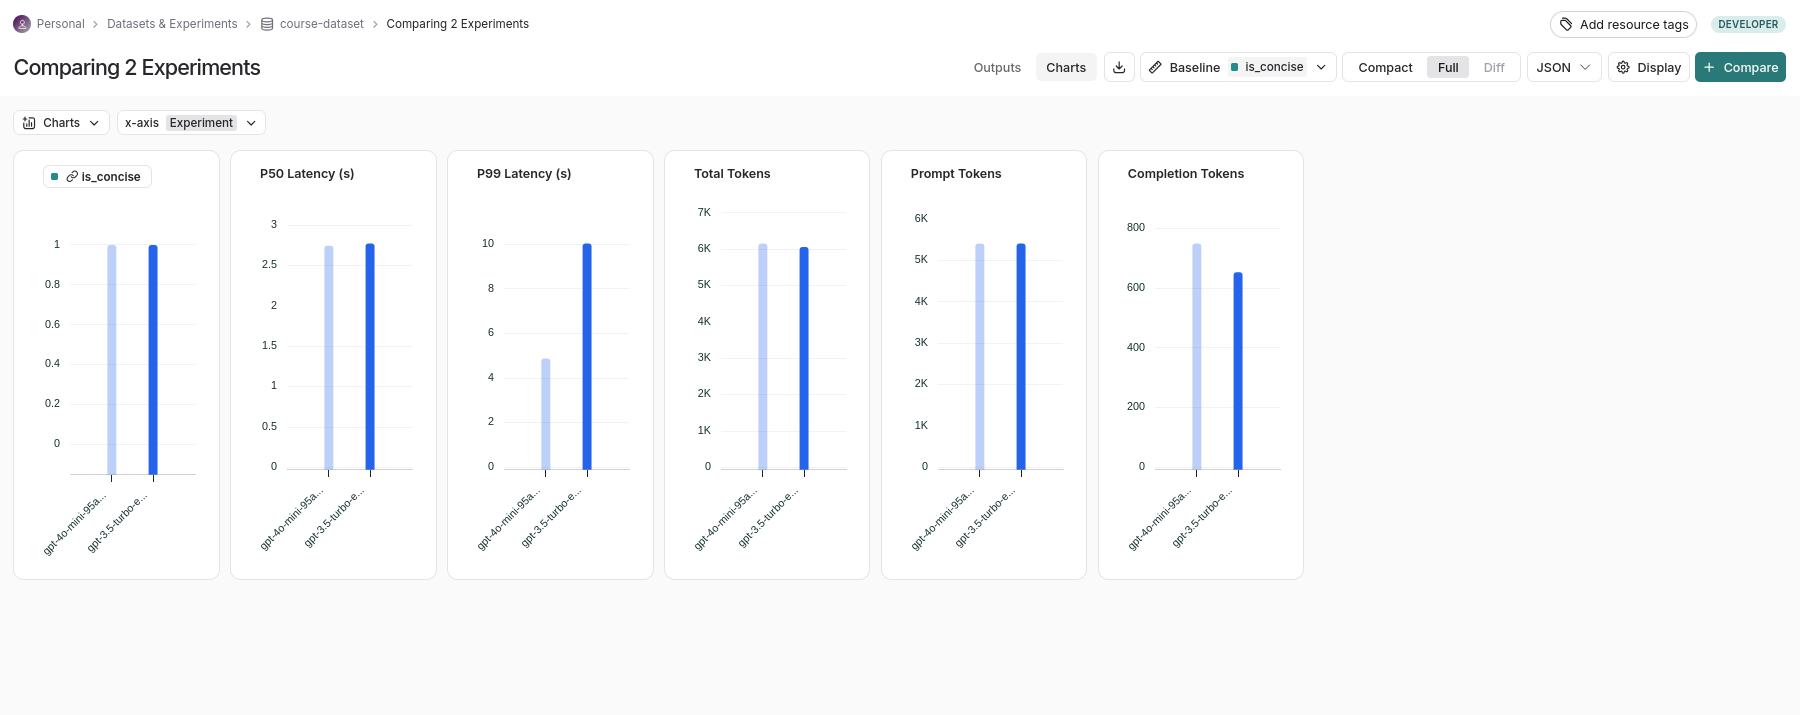 Personal > Datasets & Experiments > course-dataset > Comparing 2 Experiments
Add resource tags
DEVELOPER
Comparing 2 Experiments
Outputs
Charts
Baseline is_concise
Compact
Full
Diff
JSON
Display
+ Compare
Charts
x-axis Experiment
is_concise
1
0.8
0.6
0.4
0.2
0
gpt-4o-mini-95a...
gpt-3.5-turbo-e...
P50 Latency (s)
3
2.5
2
1.5
1
0.5
0
gpt-4o-mini-95a...
gpt-3.5-turbo-e...
P99 Latency (s)
10
8
6
4
2
0
gpt-4o-mini-95a...
gpt-3.5-turbo-e...
Total Tokens
7K
6K
5K
4K
3K
2K
1K
0
gpt-4o-mini-95a...
gpt-3.5-turbo-e...
Prompt Tokens
6K
5K
4K
3K
2K
1K
0
gpt-4o-mini-95a...
gpt-3.5-turbo-e...
Completion Tokens
800
600
400
200
0
gpt-4o-mini-95a...
gpt-3.5-turbo-e...